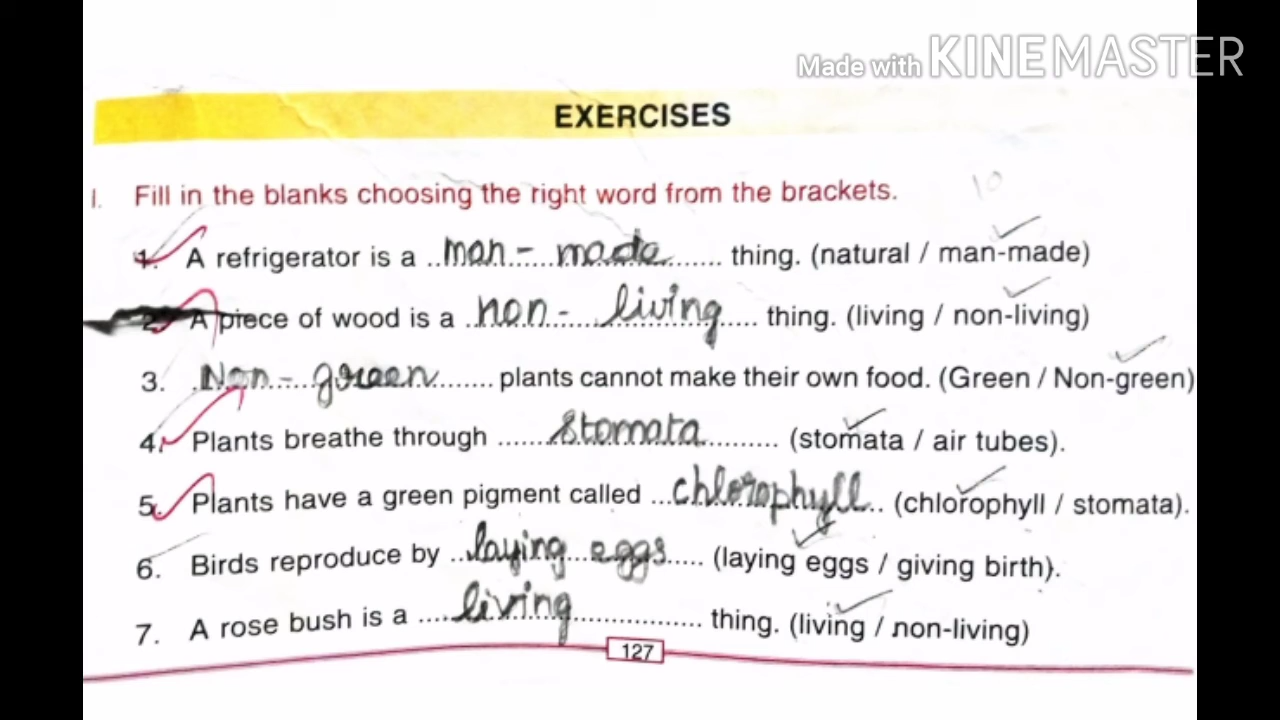 Made with KINEMASTER
EXERCISES
I. Fill in the blanks choosing the right word from the brackets. 10
1. A refrigerator is a ..man-made.. thing. (natural / man-made)
2. A piece of wood is a ..non-living.. thing. (living / non-living)
3. ..Non-green.. plants cannot make their own food. (Green / Non-green)
4. Plants breathe through ..stomata.. (stomata / air tubes).
5. Plants have a green pigment called ..chlorophyll.. (chlorophyll / stomata).
6. Birds reproduce by ..laying eggs.. (laying eggs / giving birth).
7. A rose bush is a ..living.. thing. (living / non-living)
127